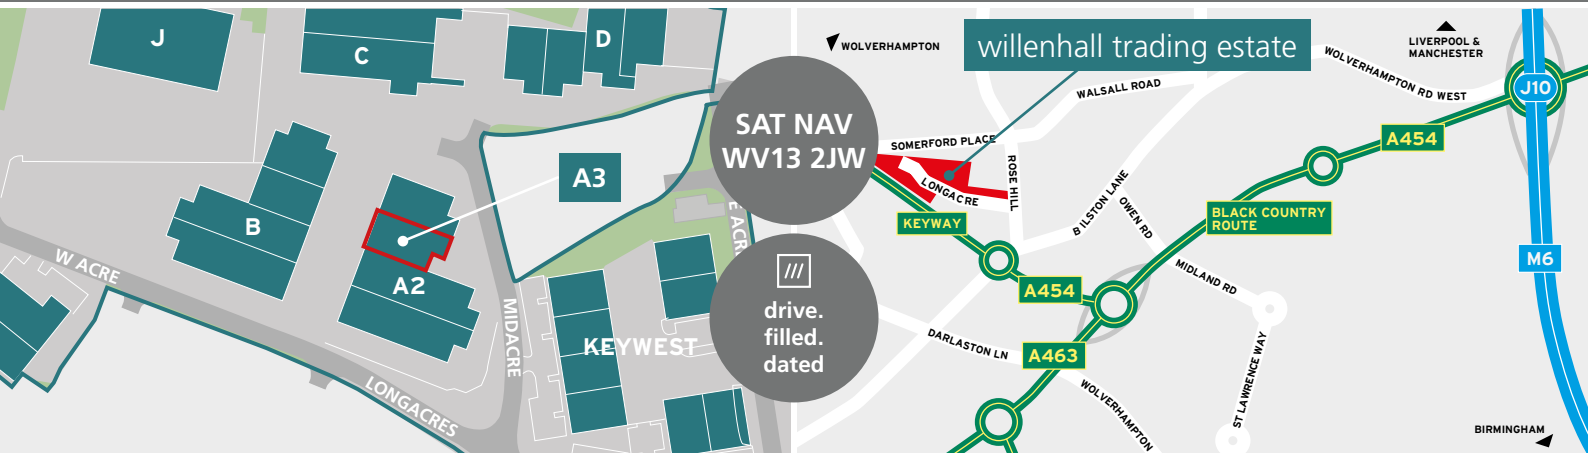 J
C
D
B
A2
A3
W ACRE
LONGACRES
MIDACRE
E ACRE
KEYWEST
SAT NAV
WV13 2JW
///
drive.
filled.
dated
WOLVERHAMPTON
willenhall trading estate
LIVERPOOL &
MANCHESTER
WOLVERHAMPTON RD WEST
J10
WALSALL ROAD
A454
SOMERFORD PLACE
LONGACRE
ROSE HILL
KEYWAY
BILSTON LANE
OWEN RD
BLACK COUNTRY
ROUTE
M6
MIDLAND RD
A454
DARLASTON LN
A463
WOLVERHAMPTON
ST LAWRENCE WAY
BIRMINGHAM